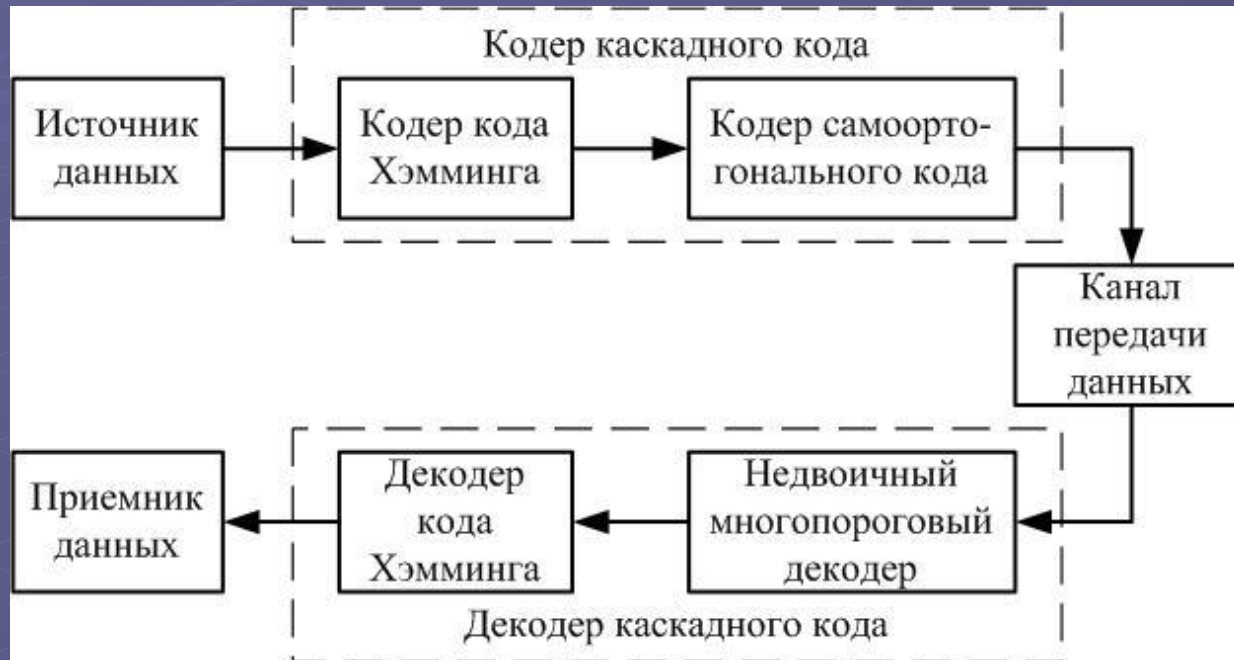 Кодер каскадного кода
Источник
данных
Кодер кода
Хэмминга
Кодер самоорто-
гонального кода
Канал
передачи
данных
Приемник
данных
Декодер
кода
Хэмминга
Недвоичный
многопороговый
декодер
Декодер каскадного кода